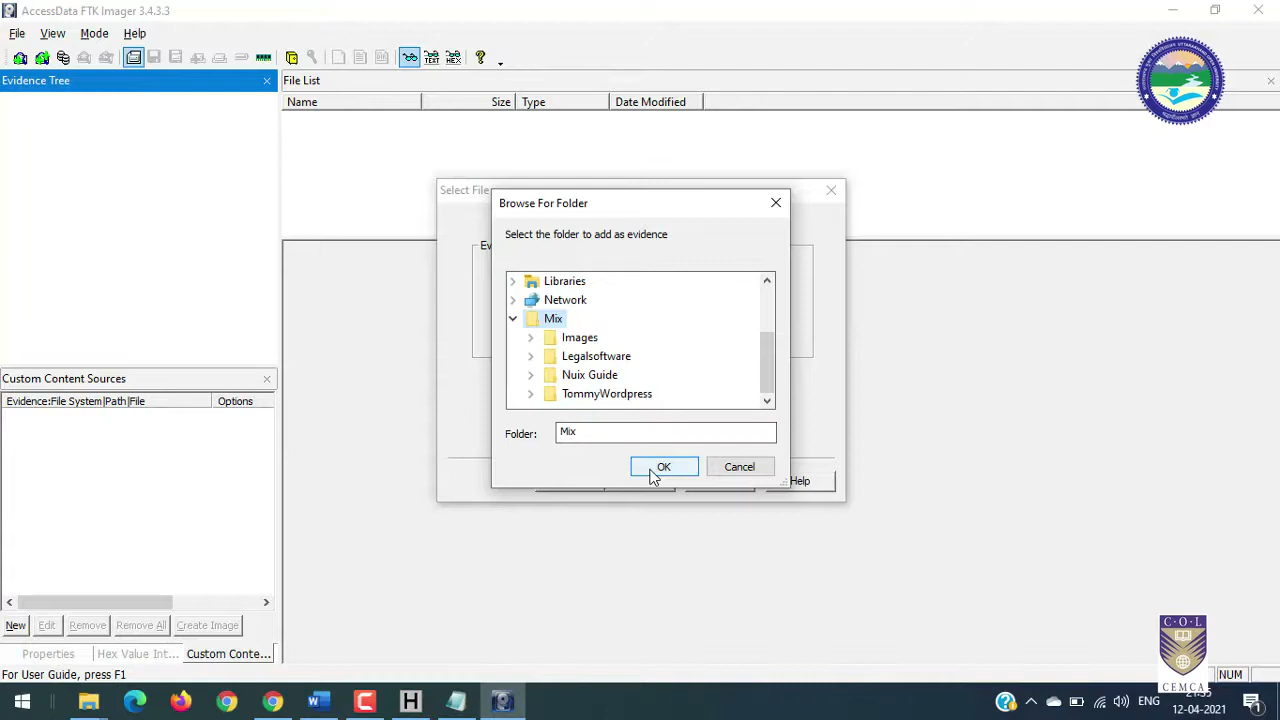 AccessData FTK Imager 3.4.3.3
File View Mode Help
Evidence Tree
File List
Name Size Type Date Modified
Select File
Browse For Folder
Select the folder to add as evidence
Ev
Libraries
Network
Mix
Images
Legalsoftware
Nuix Guide
TommyWordpress
Folder: Mix
OK Cancel
Help
Custom Content Sources
Evidence:File System|Path|File Options
New Edit Remove Remove All Create Image
Properties Hex Value Int... Custom Conte...
For User Guide, press F1
NUM
C·O·L
CEMCA
ENG
12-04-2021
1